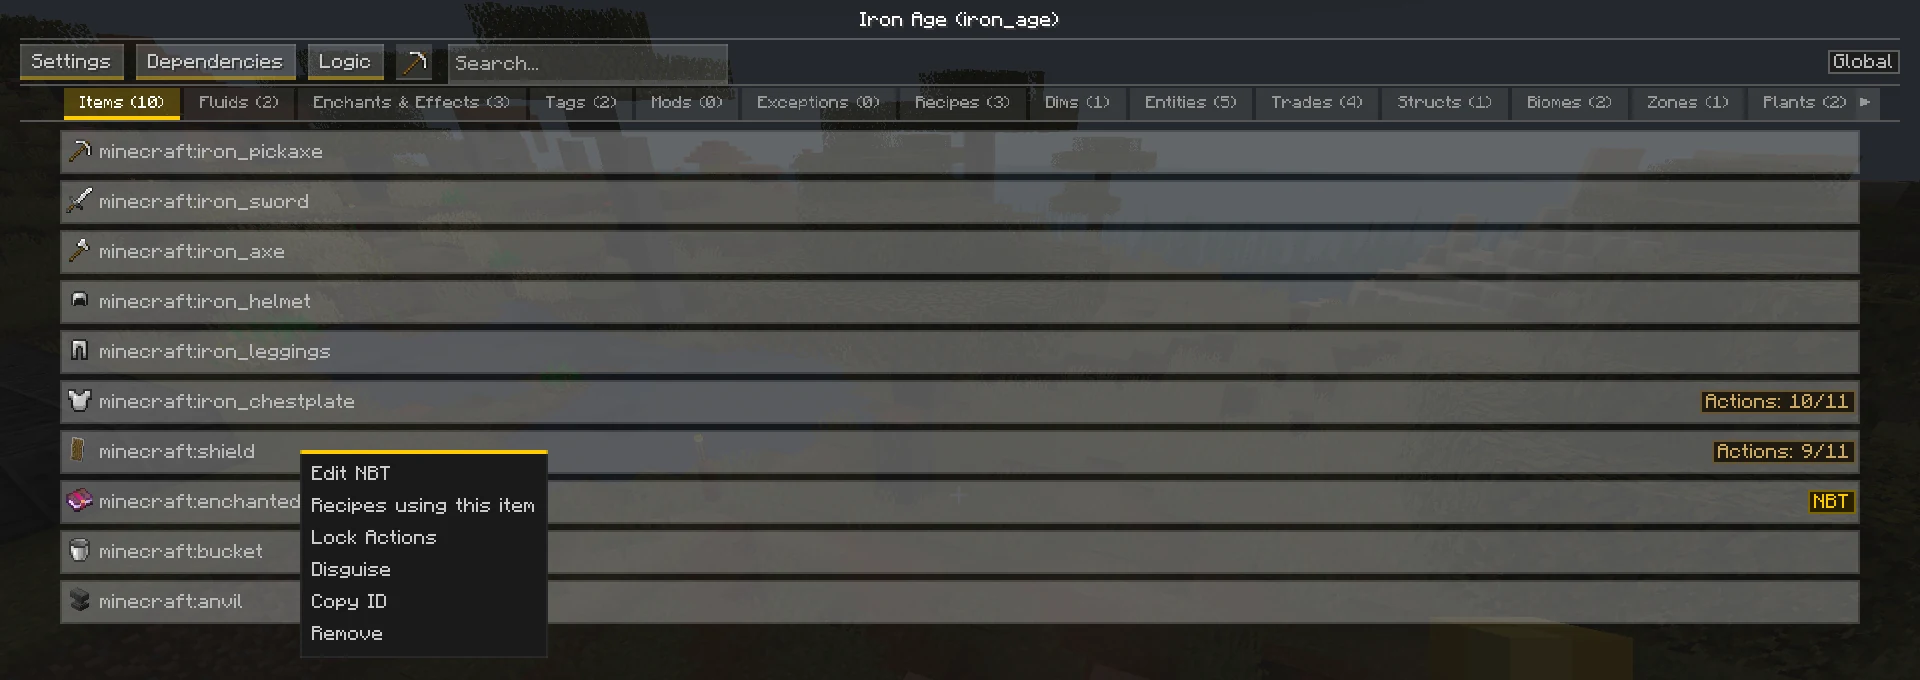 Iron Age (iron_age)
Settings Dependencies Logic Search... Global
Items (10) Fluids (2) Enchants & Effects (3) Tags (2) Mods (0) Exceptions (0) Recipes (3) Dims (1) Entities (5) Trades (4) Structs (1) Biomes (2) Zones (1) Plants (2)
minecraft:iron_pickaxe
minecraft:iron_sword
minecraft:iron_axe
minecraft:iron_helmet
minecraft:iron_leggings
minecraft:iron_chestplate Actions: 10/11
minecraft:shield Actions: 9/11
minecraft:enchanted NBT
minecraft:bucket
minecraft:anvil
Edit NBT
Recipes using this item
Lock Actions
Disguise
Copy ID
Remove